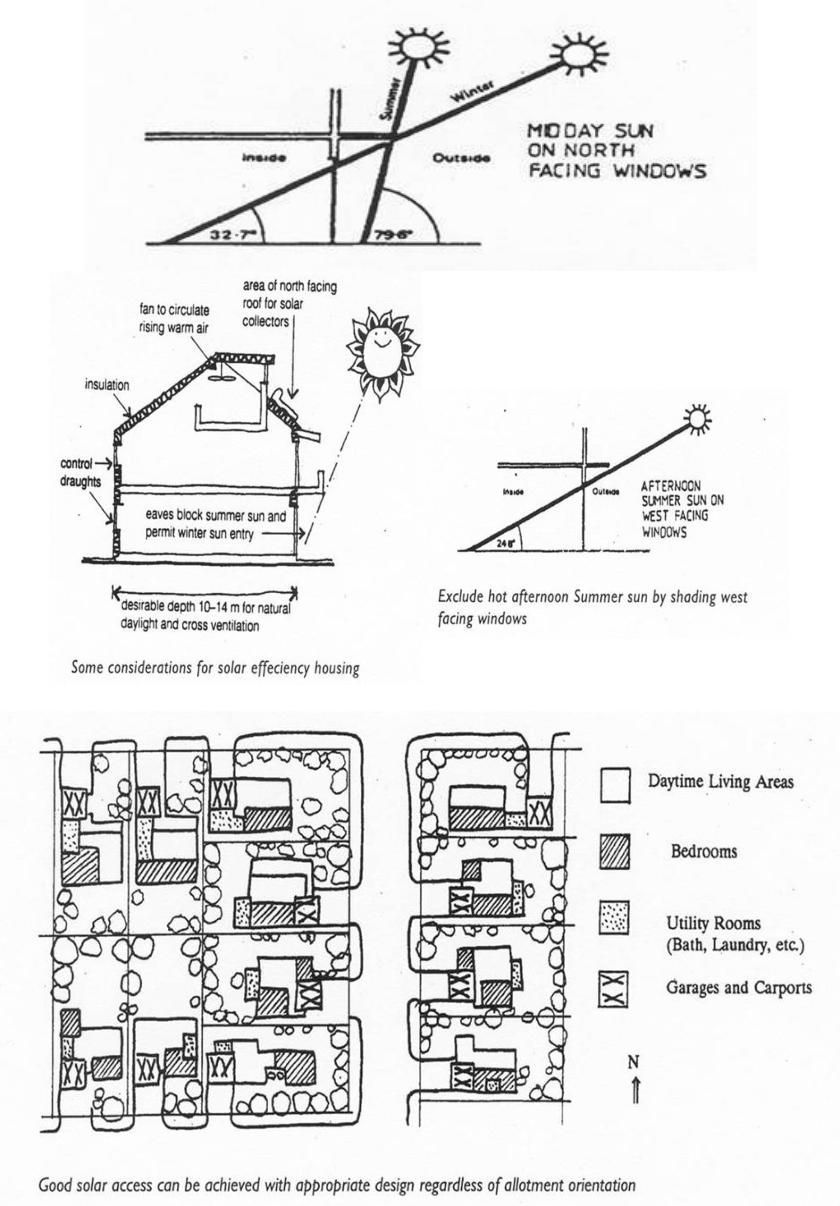 Summer
Winter
Inside
Outside
MIDDAY SUN
ON NORTH
FACING WINDOWS
32·7°
79·6°
area of north facing
roof for solar
collectors
fan to circulate
rising warm air
insulation
control
draughts
eaves block summer sun and
permit winter sun entry
desirable depth 10–14 m for natural
daylight and cross ventilation
Some considerations for solar effeciency housing
Inside
Outside
AFTERNOON
SUMMER SUN ON
WEST FACING
WINDOWS
24·8°
Exclude hot afternoon Summer sun by shading west
facing windows
Daytime Living Areas
Bedrooms
Utility Rooms
(Bath, Laundry, etc.)
Garages and Carports
N
Good solar access can be achieved with appropriate design regardless of allotment orientation